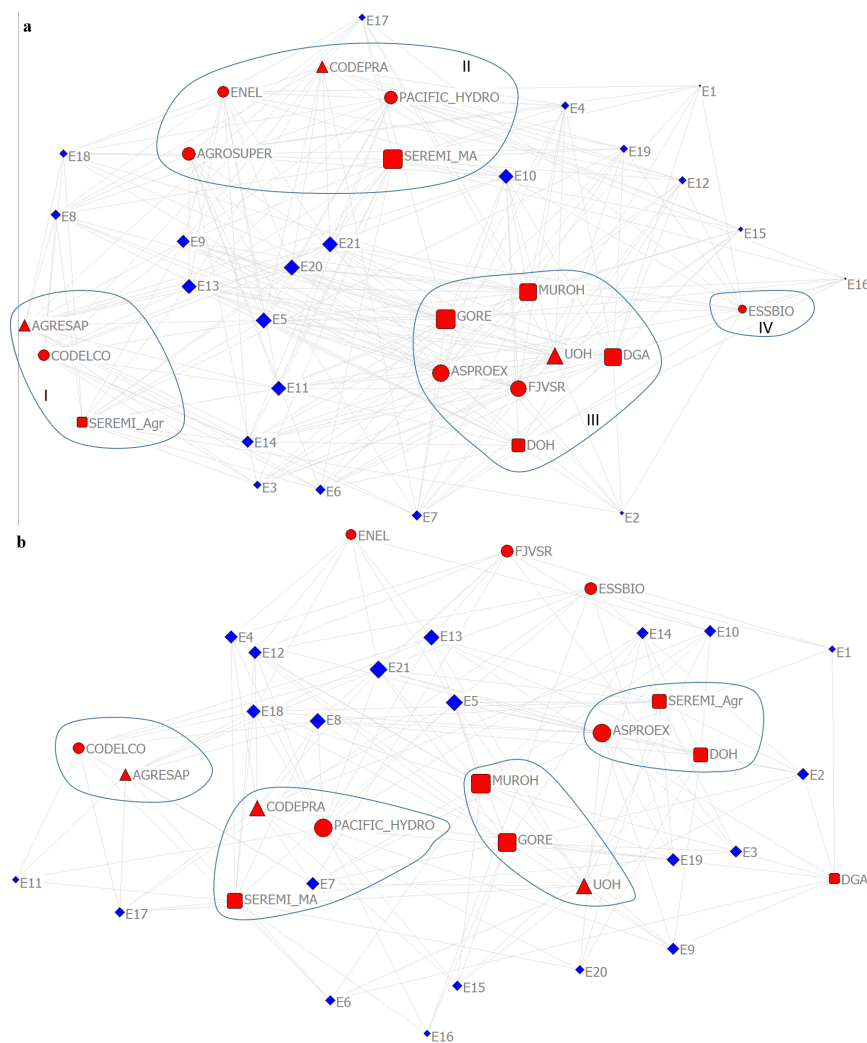 a
E17
II
CODEPRA
E1
ENEL
PACIFIC_HYDRO
E4
E18
AGROSUPER
SEREMI_MA
E19
E10
E12
E8
E9
E21
E15
E20
E13
MUROH
E16
GORE
ESSBIO
AGRESAP
E5
IV
CODELCO
UOH
DGA
ASPROEX
I
E11
FJVSR
SEREMI_Agr
III
E14
DOH
E3
E6
E7
E2
b
ENEL
FJVSR
ESSBIO
E4
E13
E14
E10
E12
E1
E21
E5
SEREMI_Agr
E18
E8
ASPROEX
CODELCO
DOH
AGRESAP
MUROH
E2
CODEPRA
PACIFIC_HYDRO
GORE
E3
E19
E11
E7
UOH
DGA
SEREMI_MA
E17
E9
E20
E15
E6
E16